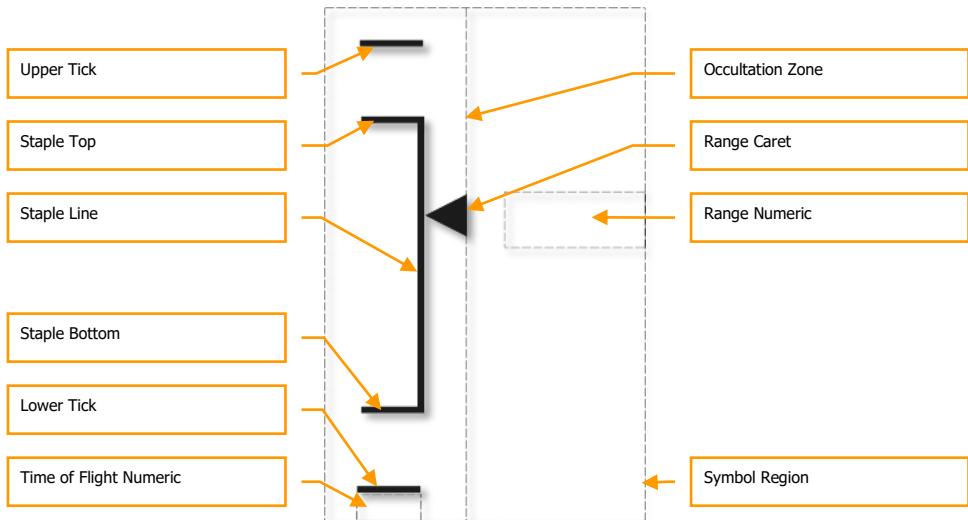 Upper Tick
Staple Top
Staple Line
Staple Bottom
Lower Tick
Time of Flight Numeric
Occultation Zone
Range Caret
Range Numeric
Symbol Region